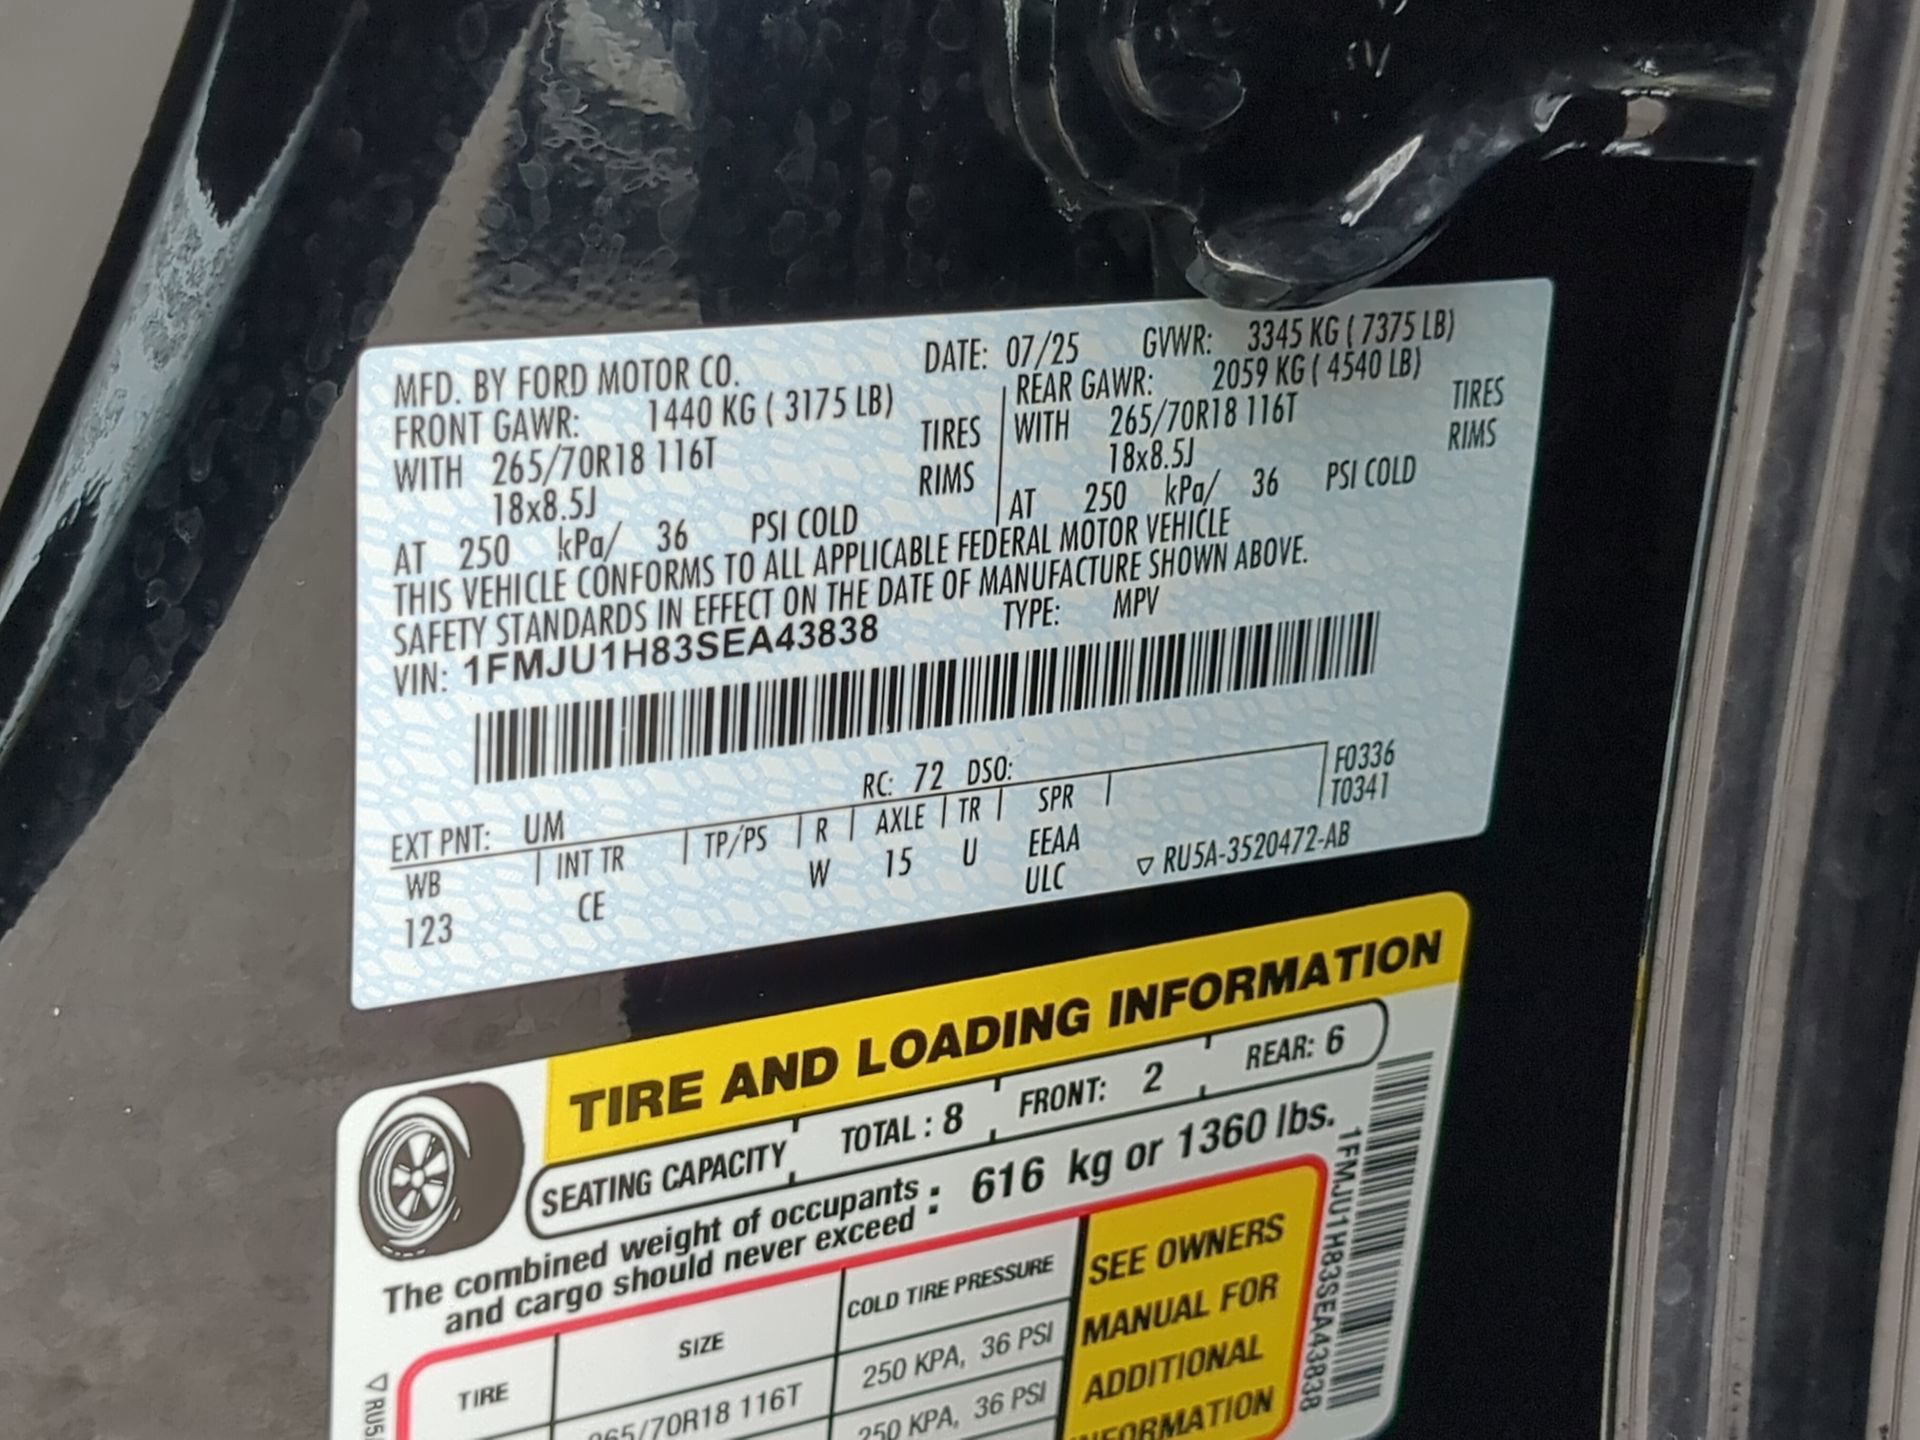 MFD. BY FORD MOTOR CO. DATE: 07/25 GVWR: 3345 KG ( 7375 LB)
FRONT GAWR: 1440 KG ( 3175 LB) REAR GAWR: 2059 KG ( 4540 LB)
WITH 265/70R18 116T TIRES WITH 265/70R18 116T TIRES
18x8.5J RIMS 18x8.5J RIMS
AT 250 kPa/ 36 PSI COLD AT 250 kPa/ 36 PSI COLD
THIS VEHICLE CONFORMS TO ALL APPLICABLE FEDERAL MOTOR VEHICLE
SAFETY STANDARDS IN EFFECT ON THE DATE OF MANUFACTURE SHOWN ABOVE.
VIN: 1FMJU1H83SEA43838 TYPE: MPV
EXT PNT: UM RC: 72 DSO: F0336
WB INT TR TP/PS R AXLE TR SPR T0341
123 CE W 15 U EEAA
ULC ▽ RU5A-3520472-AB
TIRE AND LOADING INFORMATION
SEATING CAPACITY TOTAL : 8 FRONT: 2 REAR: 6
The combined weight of occupants
and cargo should never exceed : 616 kg or 1360 lbs.
TIRE SIZE COLD TIRE PRESSURE
265/70R18 116T 250 KPA, 36 PSI
250 KPA, 36 PSI
SEE OWNERS
MANUAL FOR
ADDITIONAL
INFORMATION
1FMJU1H83SEA43838